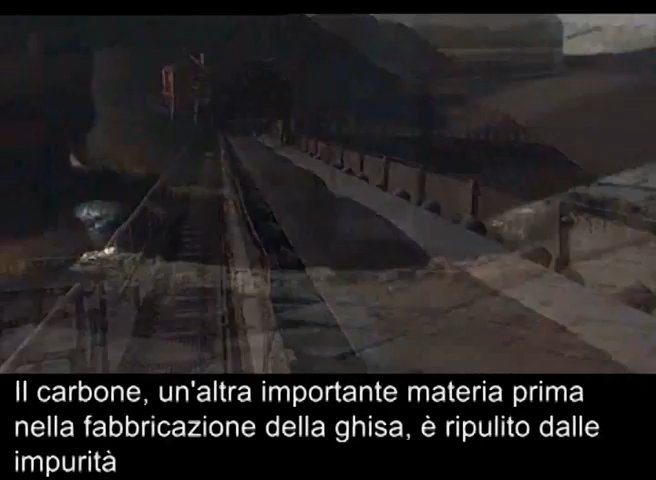 Il carbone, un'altra importante materia prima
nella fabbricazione della ghisa, è ripulito dalle
impurità